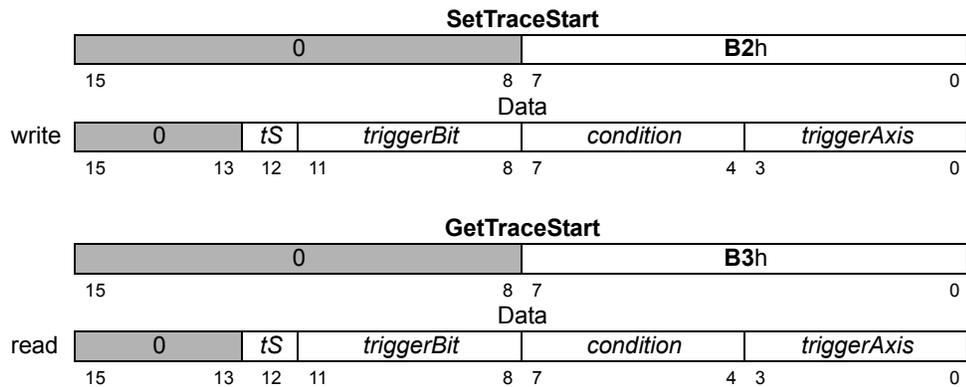 SetTraceStart
0 B2h
15 8 7 0
Data
write 0 tS triggerBit condition triggerAxis
15 13 12 11 8 7 4 3 0
GetTraceStart
0 B3h
15 8 7 0
Data
read 0 tS triggerBit condition triggerAxis
15 13 12 11 8 7 4 3 0